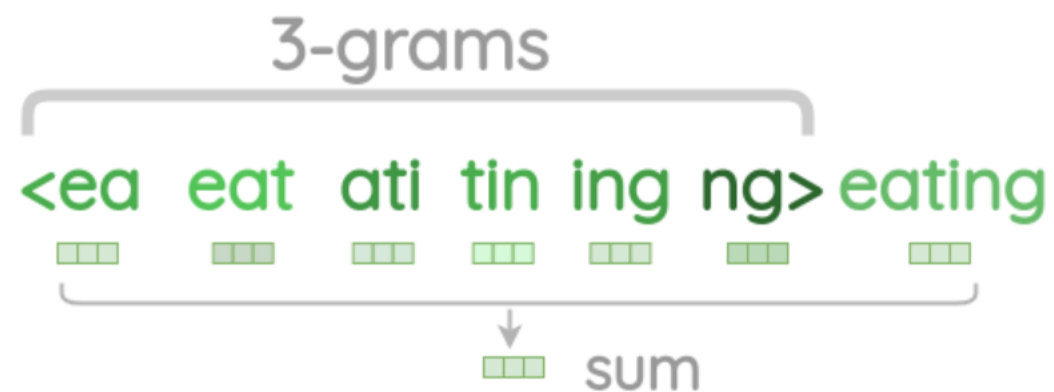 3-grams
<ea eat ati tin ing ng> eating
sum